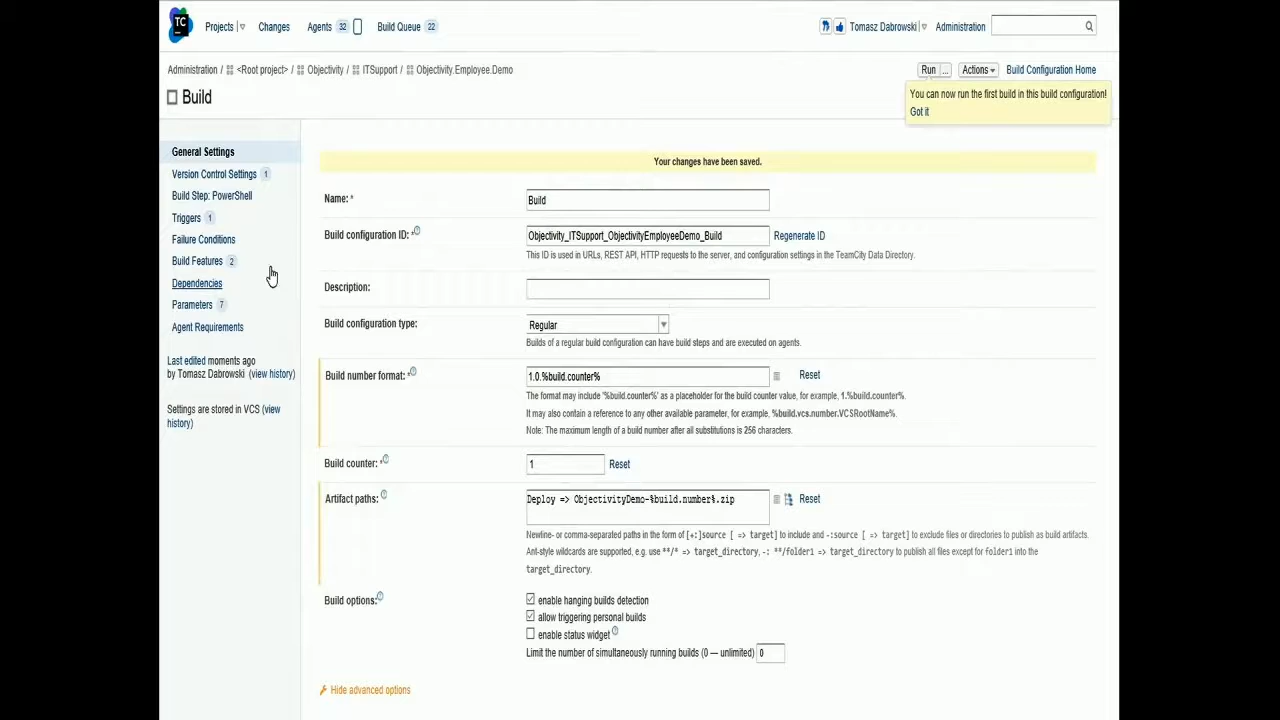 TC
Projects
Changes
Agents 32
Build Queue 22
Tomasz Dabrowski
Administration
Administration / <Root project> / Objectivity / ITSupport / Objectivity.Employee.Demo
Run ...
Actions
Build Configuration Home
Build
You can now run the first build in this build configuration!
Got it
General Settings
Version Control Settings 1
Build Step: PowerShell
Triggers 1
Failure Conditions
Build Features 2
Dependencies
Parameters 7
Agent Requirements
Last edited moments ago
by Tomasz Dabrowski (view history)
Settings are stored in VCS (view
history)
Your changes have been saved.
Name: *
Build
Build configuration ID: *
Objectivity_ITSupport_ObjectivityEmployeeDemo_Build
Regenerate ID
This ID is used in URLs, REST API, HTTP requests to the server, and configuration settings in the TeamCity Data Directory.
Description:
Build configuration type:
Regular
Builds of a regular build configuration can have build steps and are executed on agents.
Build number format: *
1.0.%build.counter%
Reset
The format may include '%build.counter%' as a placeholder for the build counter value, for example, 1.%build.counter%.
It may also contain a reference to any other available parameter, for example, %build.vcs.number.VCSRootName%.
Note: The maximum length of a build number after all substitutions is 256 characters.
Build counter: *
1
Reset
Artifact paths:
Deploy => ObjectivityDemo-%build.number%.zip
Reset
Newline- or comma-separated paths in the form of [+:]source [ => target] to include and -:source [ => target] to exclude files or directories to publish as build artifacts.
Ant-style wildcards are supported, e.g. use **/* => target_directory, -: **/folder1 => target_directory to publish all files except for folder1 into the
target_directory.
Build options:
enable hanging builds detection
allow triggering personal builds
enable status widget
Limit the number of simultaneously running builds (0 — unlimited) 0
Hide advanced options